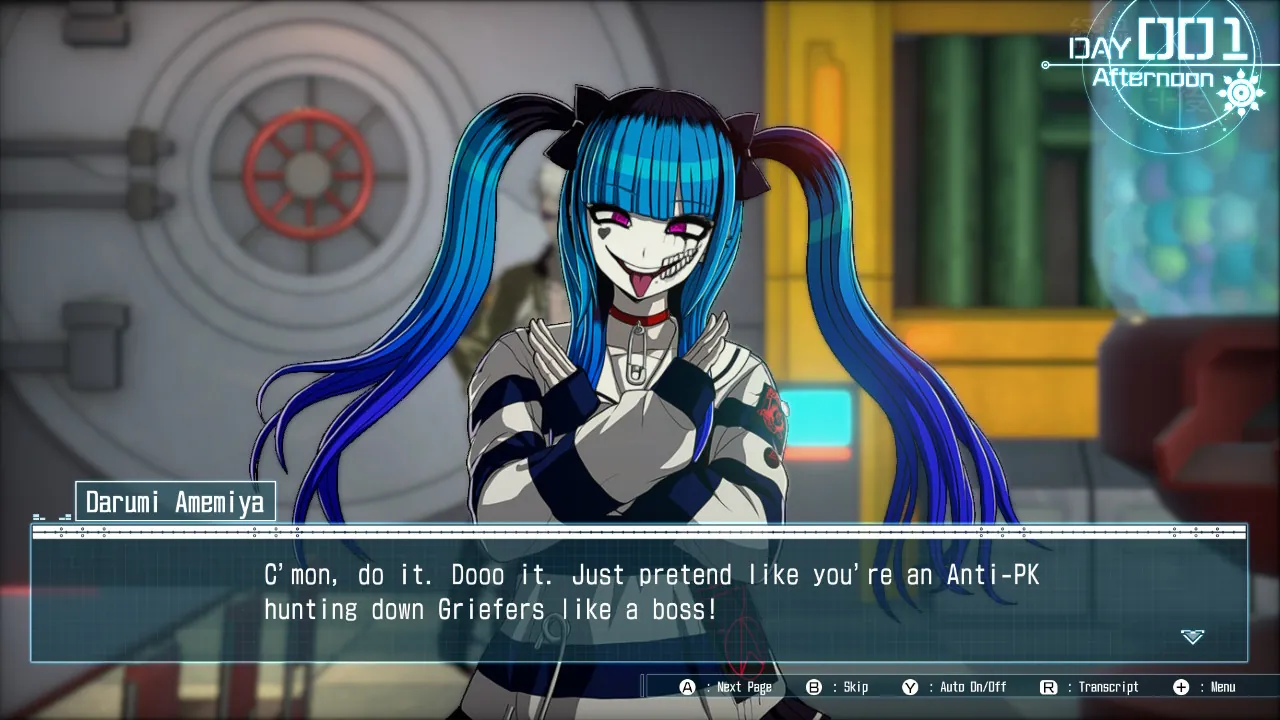 DAY 001
Afternoon
Darumi Amemiya
C'mon, do it. Dooo it. Just pretend like you're an Anti-PK
hunting down Griefers like a boss!
A : Next Page B : Skip Y : Auto On/Off R : Transcript + : Menu